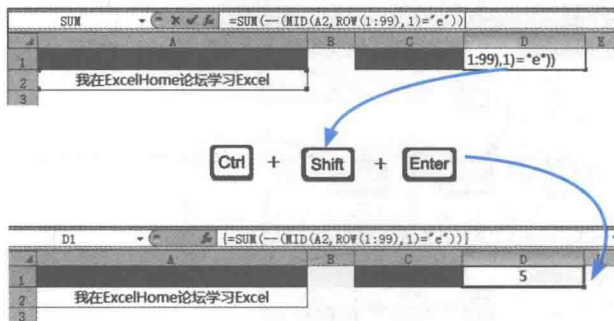 SUM =SUM(--(MID(A2,ROW(1:99),1)="e"))
A B C D E
1 1:99),1)="e"))
2 我在ExcelHome论坛学习Excel
3
Ctrl + Shift + Enter
D1 {=SUM(--(MID(A2,ROW(1:99),1)="e"))}
A B C D
1 5
2 我在ExcelHome论坛学习Excel
3